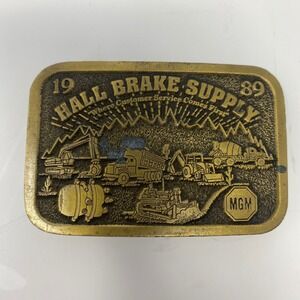 19 89
HALL BRAKE SUPPLY
"Where Customer Service Comes First"
MGM